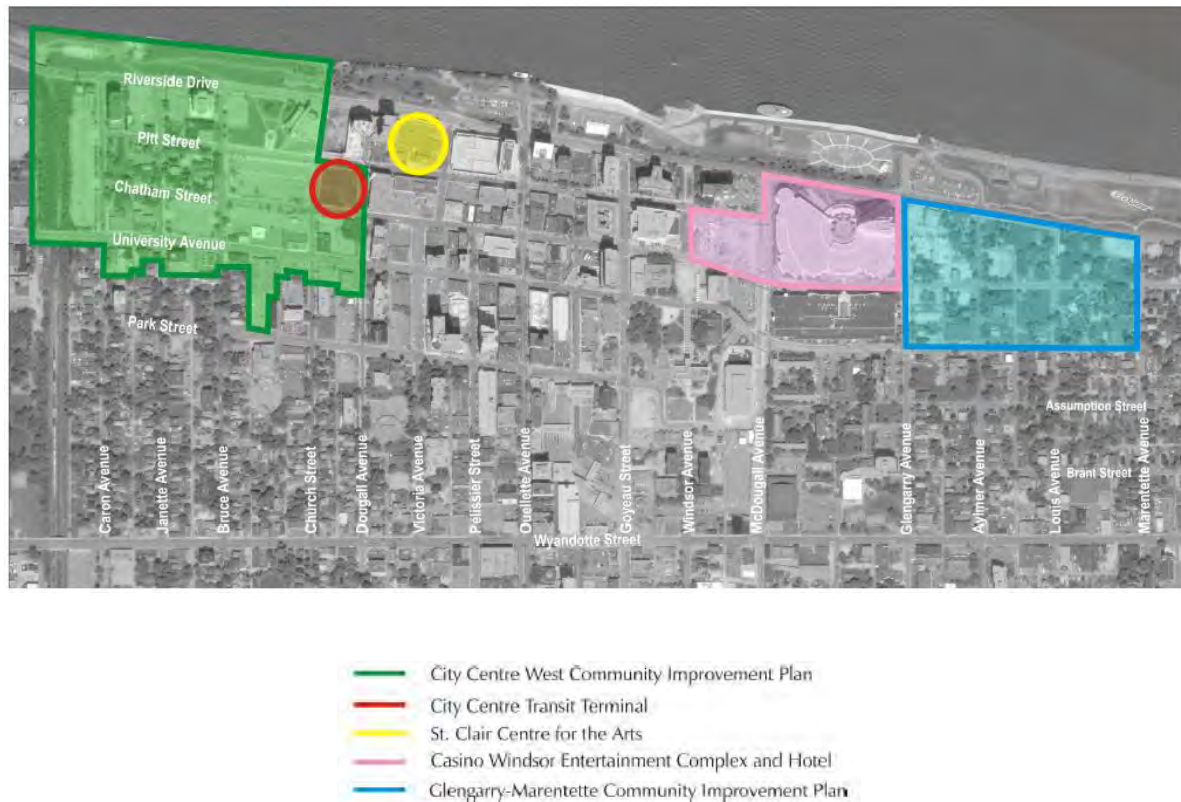 Riverside Drive
Pitt Street
Chatham Street
University Avenue
Park Street
Assumption Street
Brant Street
Caron Avenue
Janette Avenue
Bruce Avenue
Church Street
Dougall Avenue
Victoria Avenue
Pelissier Street
Ouellette Avenue
Goyeau Street
Windsor Avenue
McDougall Avenue
Glengarry Avenue
Aylmer Avenue
Louis Avenue
Marentette Avenue
Wyandotte Street
City Centre West Community Improvement Plan
City Centre Transit Terminal
St. Clair Centre for the Arts
Casino Windsor Entertainment Complex and Hotel
Glengarry-Marentette Community Improvement Plan